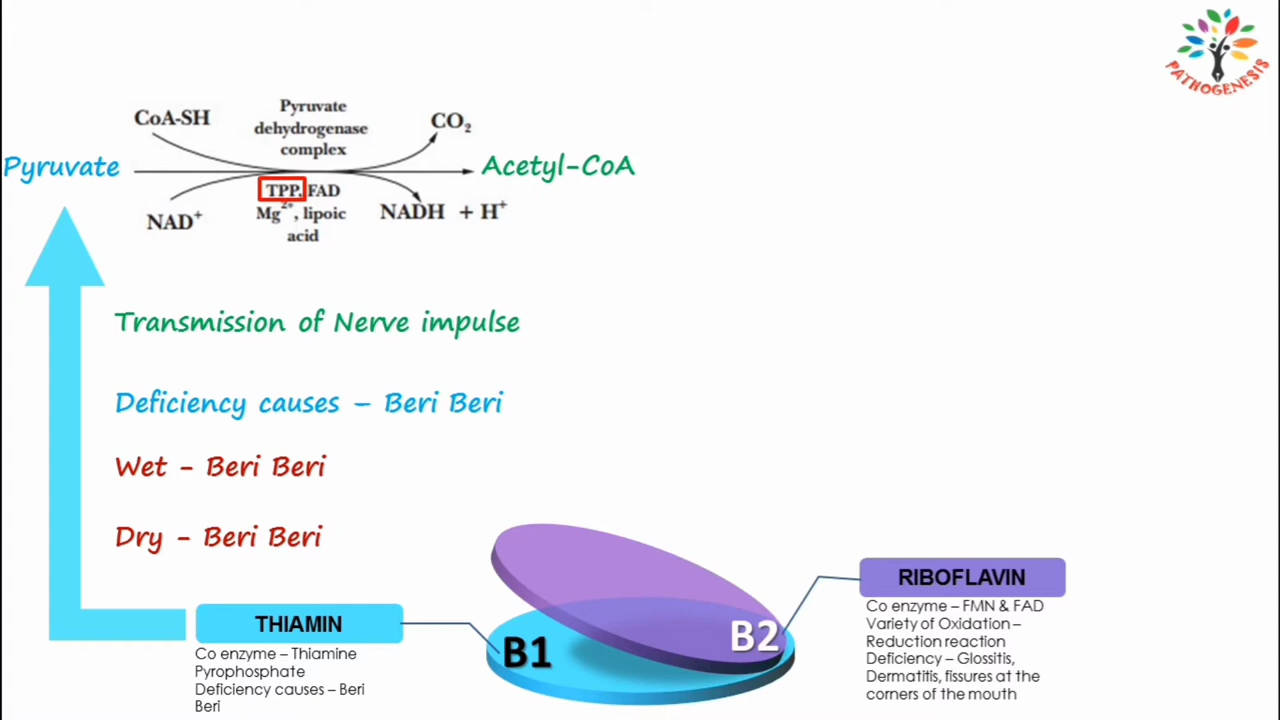 PATHOGENESIS
CoA-SH
Pyruvate
dehydrogenase
complex
CO2
Pyruvate
Acetyl-CoA
TPP, FAD
Mg2+, lipoic
acid
NAD+
NADH + H+
Transmission of Nerve impulse
Deficiency causes – Beri Beri
Wet - Beri Beri
Dry - Beri Beri
THIAMIN
Co enzyme – Thiamine
Pyrophosphate
Deficiency causes – Beri
Beri
B1
B2
RIBOFLAVIN
Co enzyme – FMN & FAD
Variety of Oxidation –
Reduction reaction
Deficiency – Glossitis,
Dermatitis, fissures at the
corners of the mouth